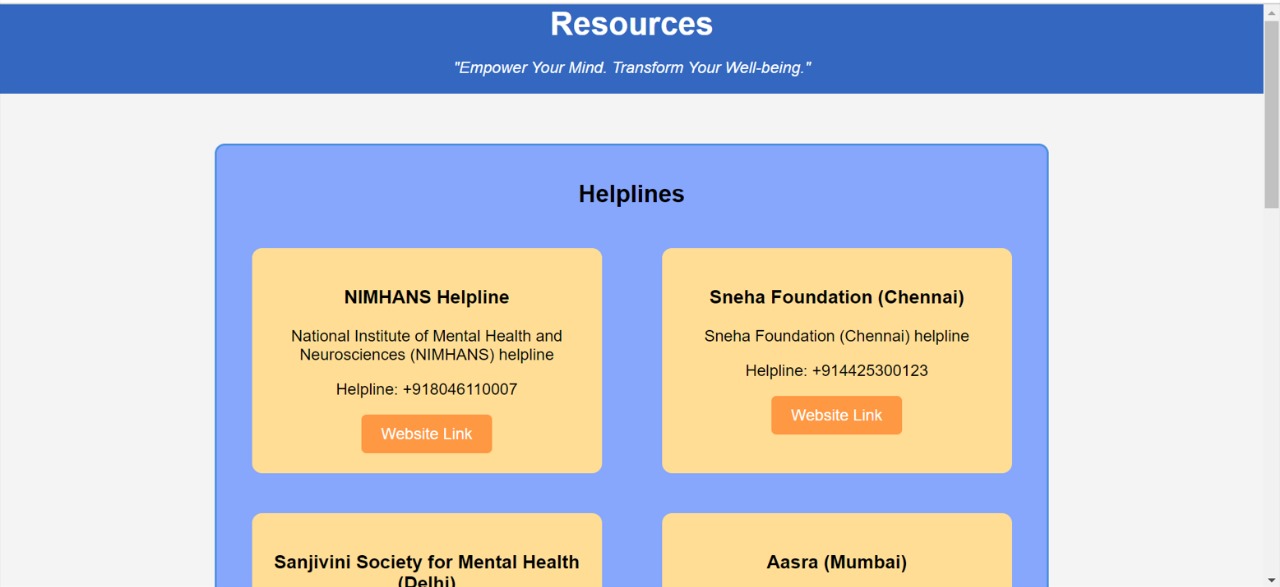 Resources
"Empower Your Mind. Transform Your Well-being."
Helplines
NIMHANS Helpline
National Institute of Mental Health and
Neurosciences (NIMHANS) helpline
Helpline: +918046110007
Website Link
Sneha Foundation (Chennai)
Sneha Foundation (Chennai) helpline
Helpline: +914425300123
Website Link
Sanjivini Society for Mental Health
(Delhi)
Aasra (Mumbai)